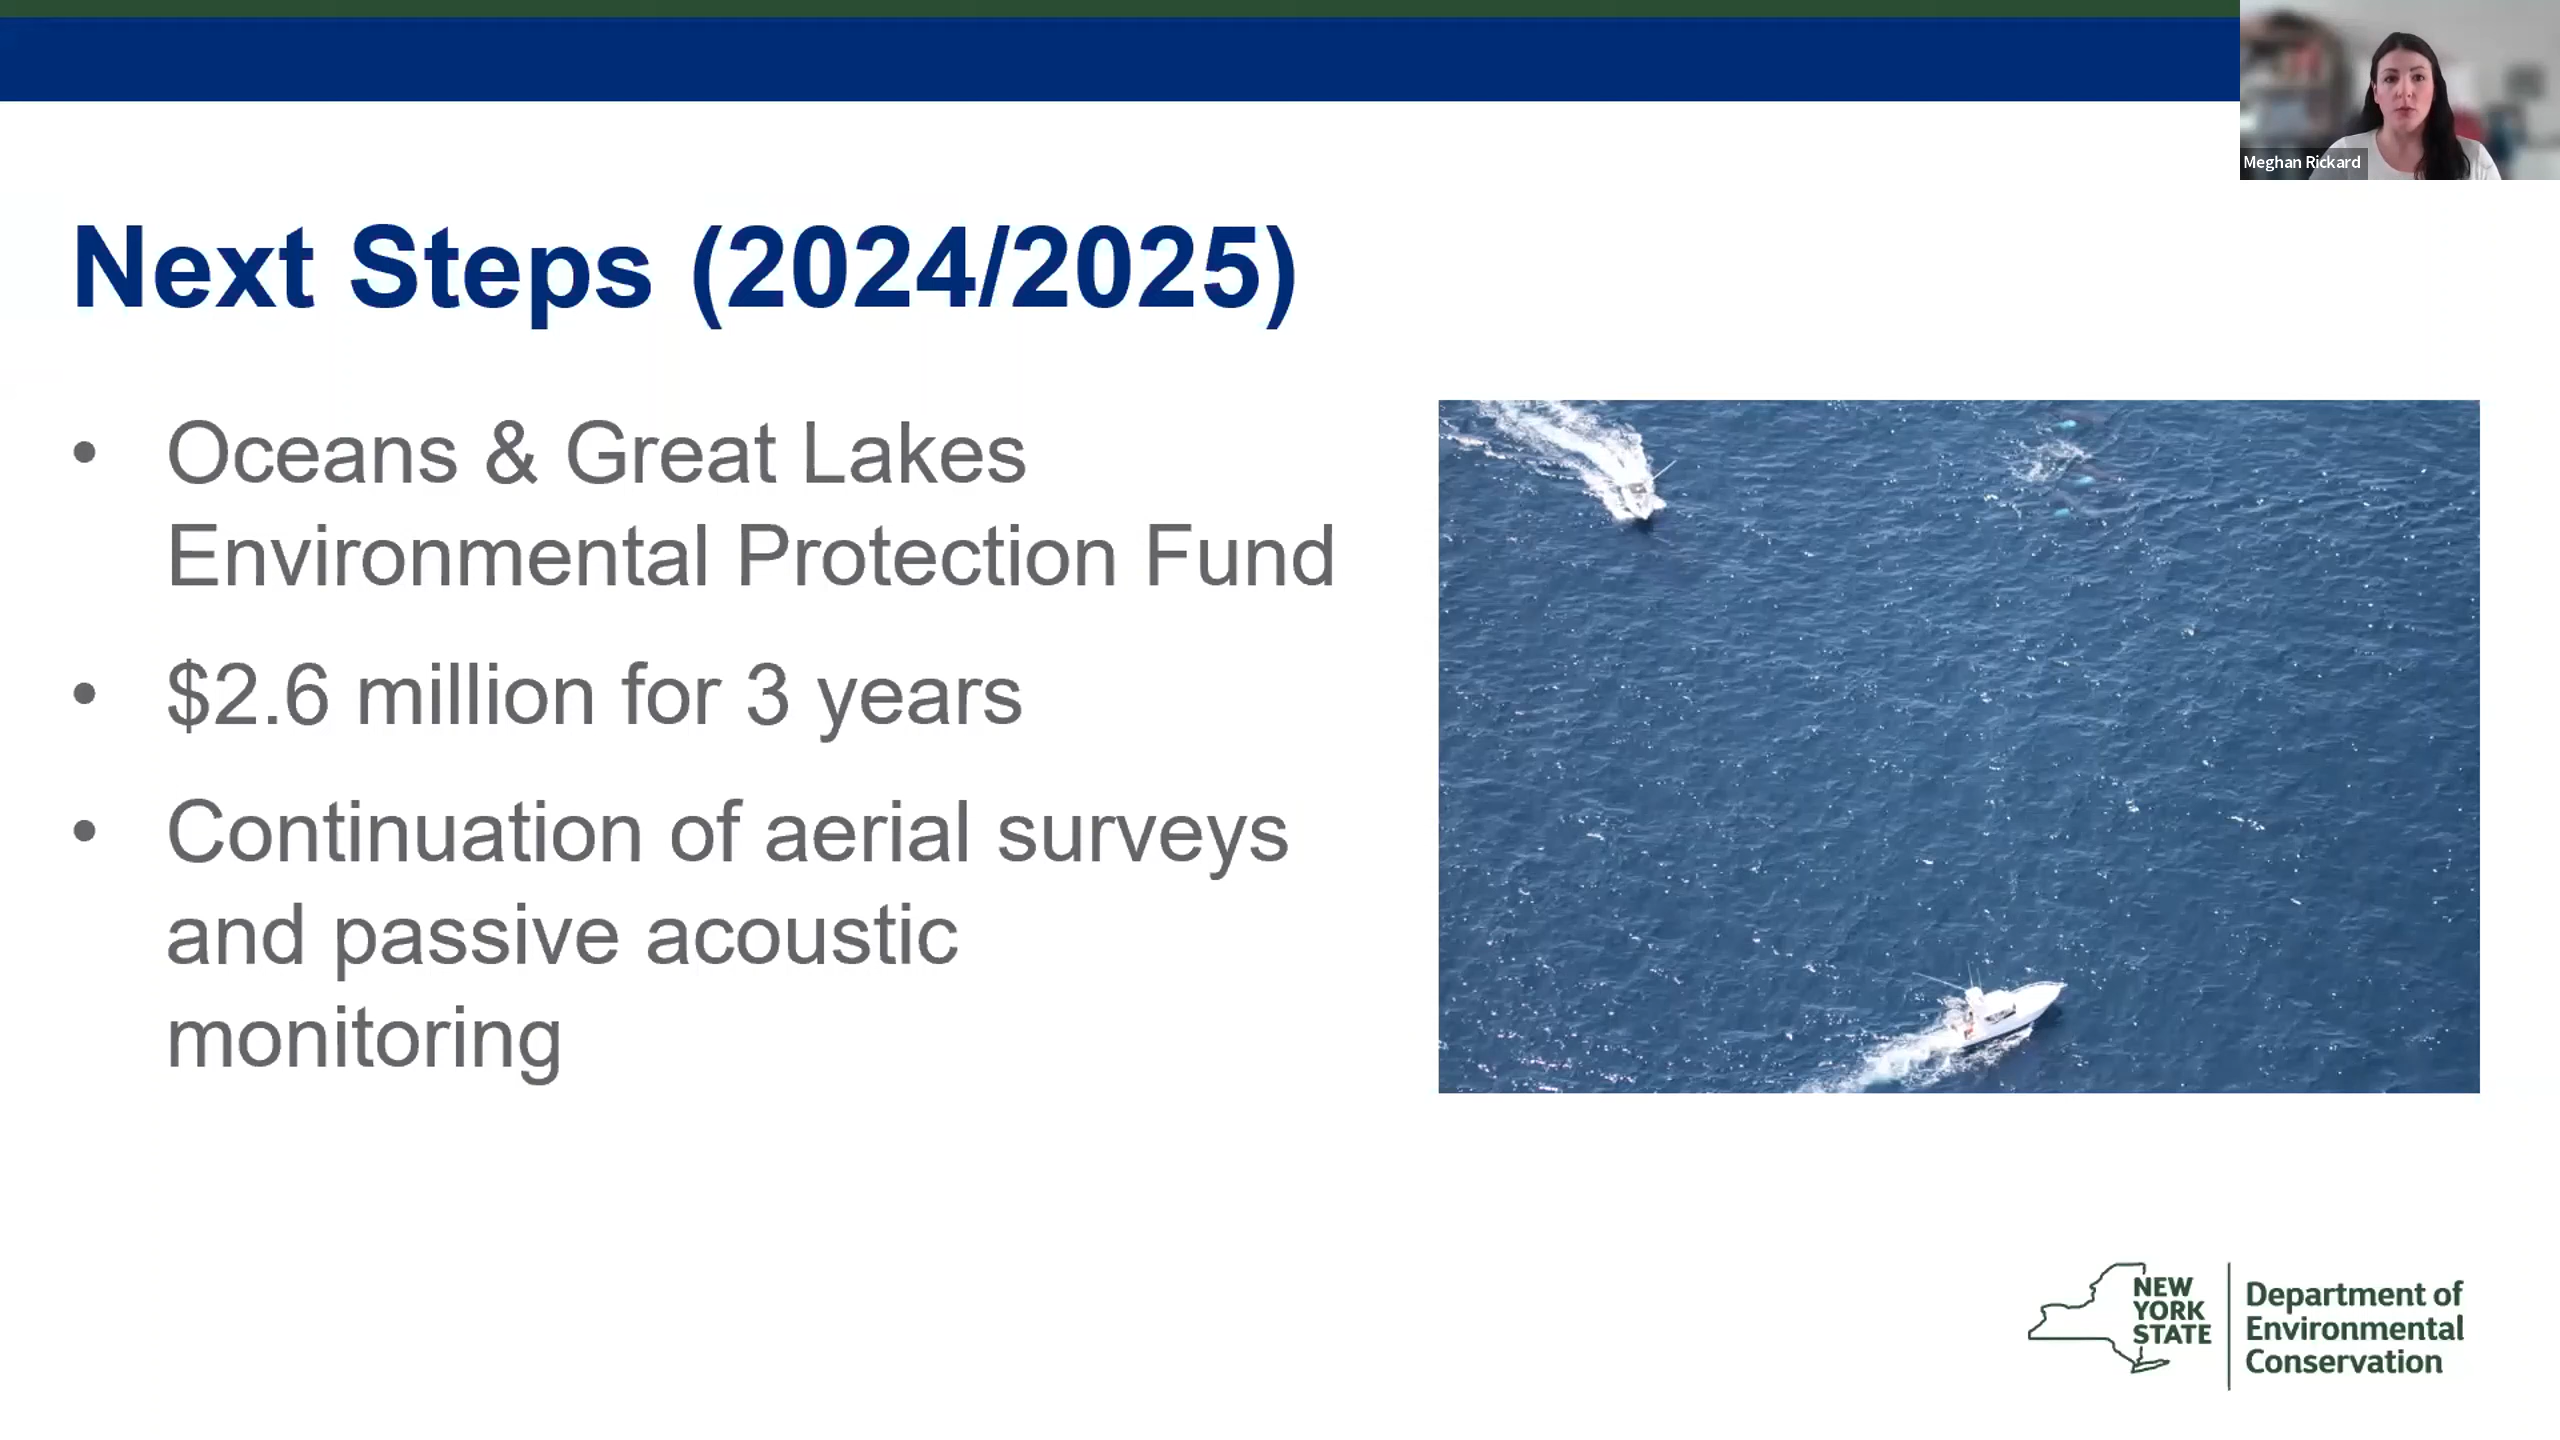 Meghan Rickard
Next Steps (2024/2025)
• Oceans & Great Lakes
Environmental Protection Fund
• $2.6 million for 3 years
• Continuation of aerial surveys
and passive acoustic
monitoring
NEW
YORK
STATE
Department of
Environmental
Conservation